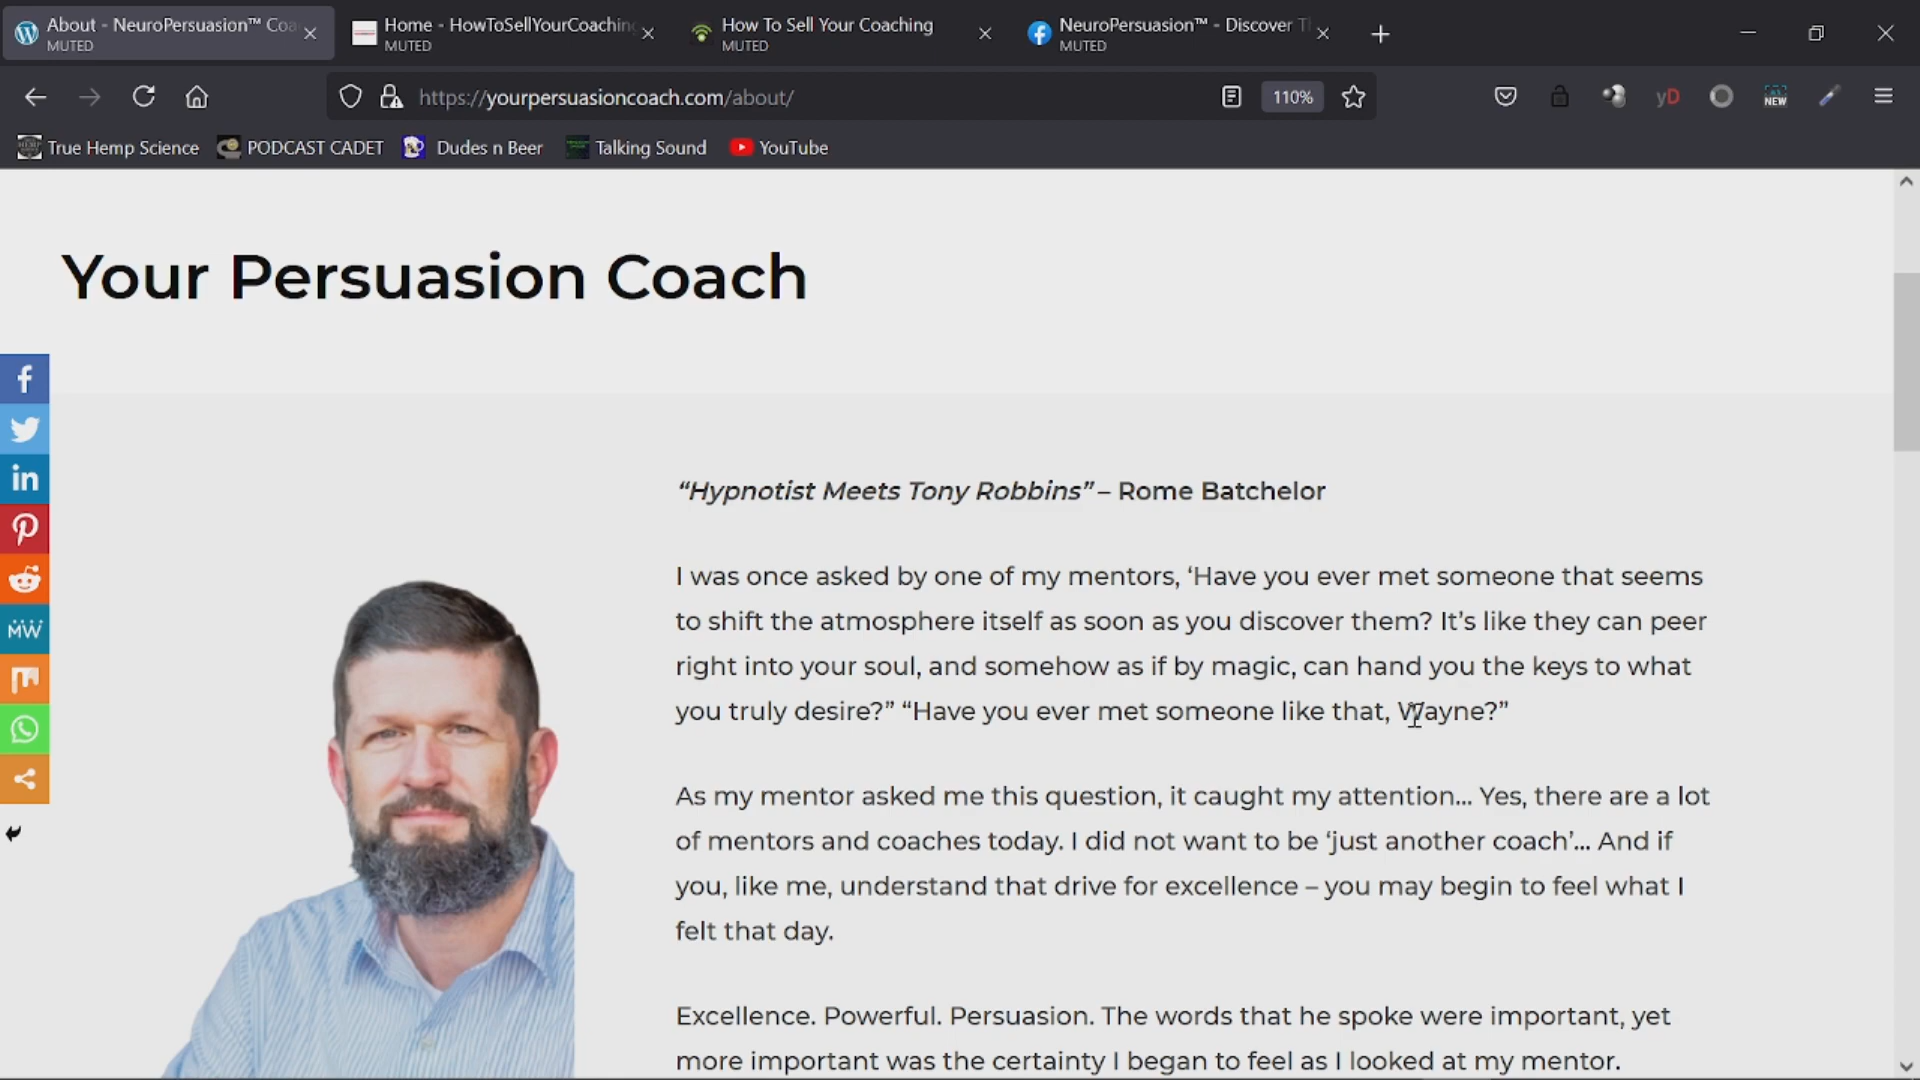 About - NeuroPersuasion™ Coa
MUTED
Home - HowToSellYourCoaching
MUTED
How To Sell Your Coaching
MUTED
NeuroPersuasion™ - Discover Th
MUTED
https://yourpersuasioncoach.com/about/
110%
yD
NEW
True Hemp Science
PODCAST CADET
Dudes n Beer
Talking Sound
YouTube
Your Persuasion Coach
“Hypnotist Meets Tony Robbins” – Rome Batchelor
I was once asked by one of my mentors, ‘Have you ever met someone that seems
to shift the atmosphere itself as soon as you discover them? It’s like they can peer
right into your soul, and somehow as if by magic, can hand you the keys to what
you truly desire?” “Have you ever met someone like that, Wayne?”
As my mentor asked me this question, it caught my attention… Yes, there are a lot
of mentors and coaches today. I did not want to be ‘just another coach’… And if
you, like me, understand that drive for excellence – you may begin to feel what I
felt that day.
Excellence. Powerful. Persuasion. The words that he spoke were important, yet
more important was the certainty I began to feel as I looked at my mentor.
MW